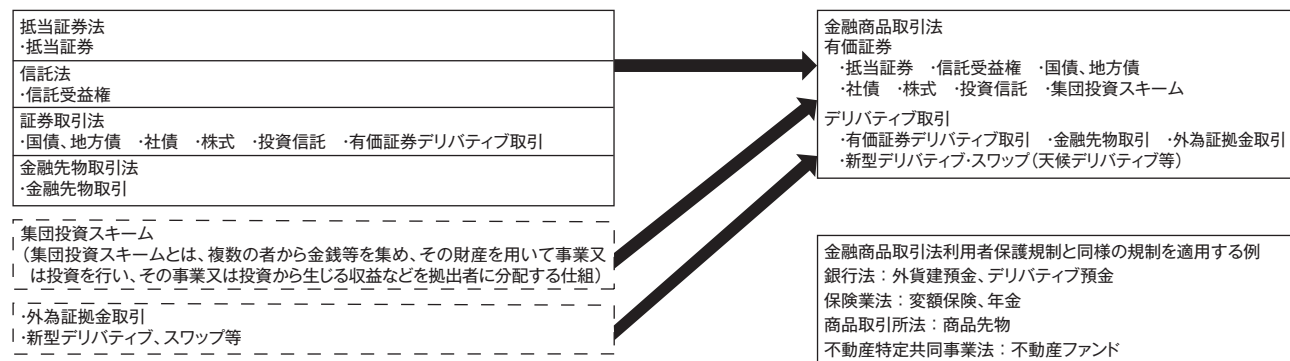 抵当証券法
・抵当証券
信託法
・信託受益権
証券取引法
・国債、地方債　・社債　・株式　・投資信託　・有価証券デリバティブ取引
金融先物取引法
・金融先物取引
集団投資スキーム
（集団投資スキームとは、複数の者から金銭等を集め、その財産を用いて事業又
は投資を行い、その事業又は投資から生じる収益などを拠出者に分配する仕組）
・外為証拠金取引
・新型デリバティブ、スワップ等
金融商品取引法
有価証券
・抵当証券　・信託受益権　・国債、地方債
・社債　・株式　・投資信託　・集団投資スキーム
デリバティブ取引
・有価証券デリバティブ取引　・金融先物取引　・外為証拠金取引
・新型デリバティブ・スワップ（天候デリバティブ等）
金融商品取引法利用者保護規制と同様の規制を適用する例
銀行法：外貨建預金、デリバティブ預金
保険業法：変額保険、年金
商品取引所法：商品先物
不動産特定共同事業法：不動産ファンド